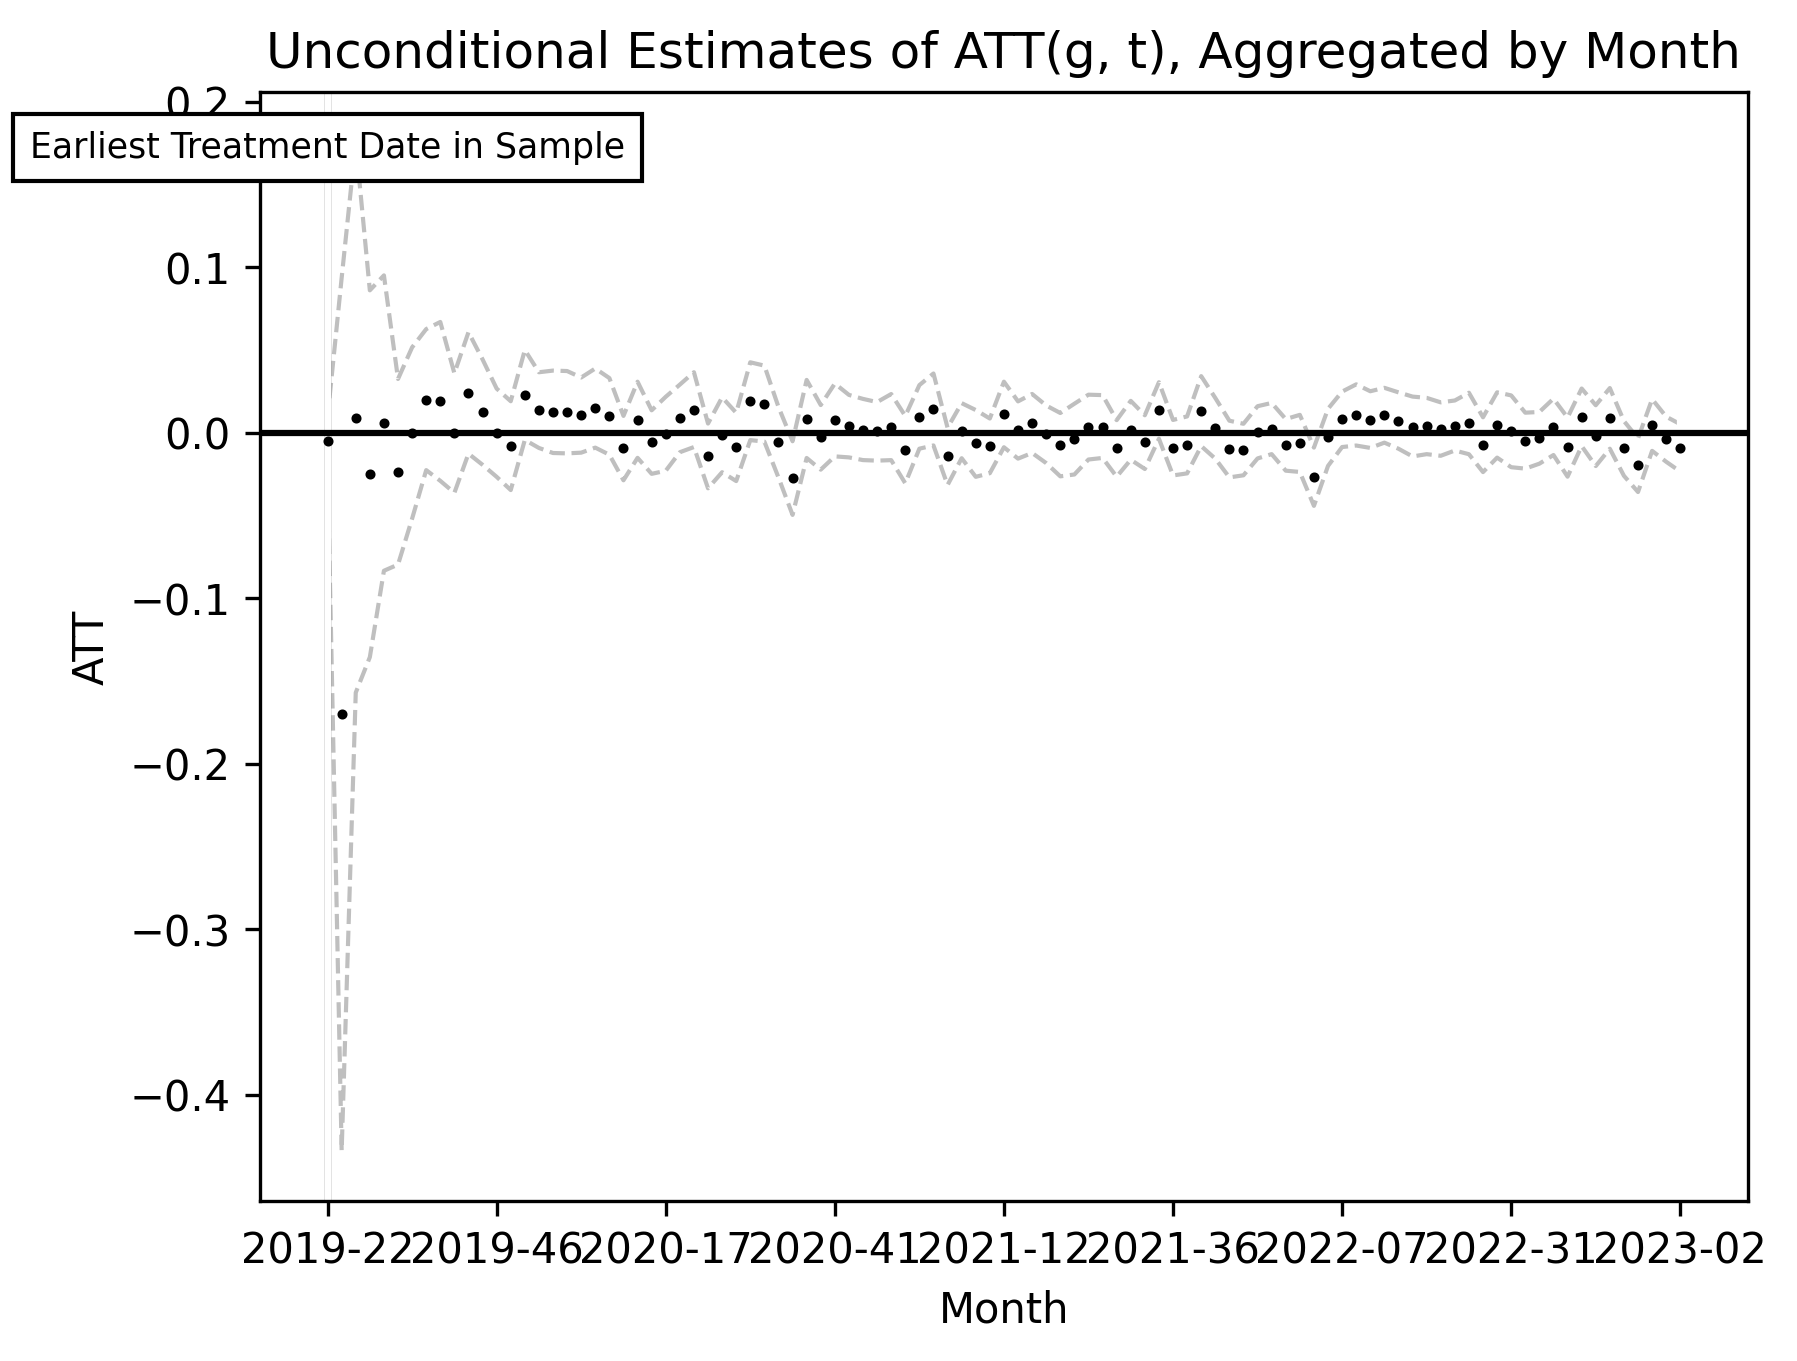 Unconditional Estimates of ATT(g, t), Aggregated by Month
0.2
Earliest Treatment Date in Sample
0.1
0.0
−0.1
ATT
−0.2
−0.3
−0.4
2019-22 2019-46 2020-17 2020-41 2021-12 2021-36 2022-07 2022-31 2023-02
Month